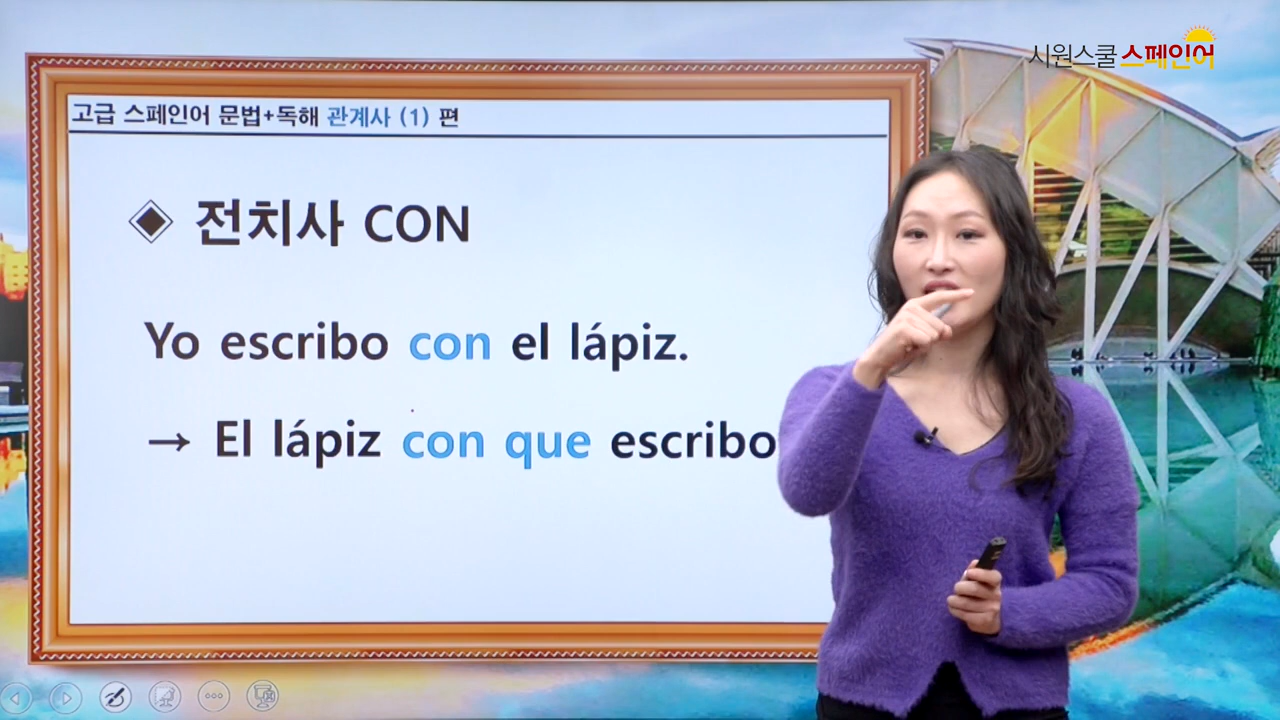 시원스쿨 스페인어
고급 스페인어 문법+독해 관계사 (1) 편
◈ 전치사 CON
Yo escribo con el lápiz.
→ El lápiz con que escribo